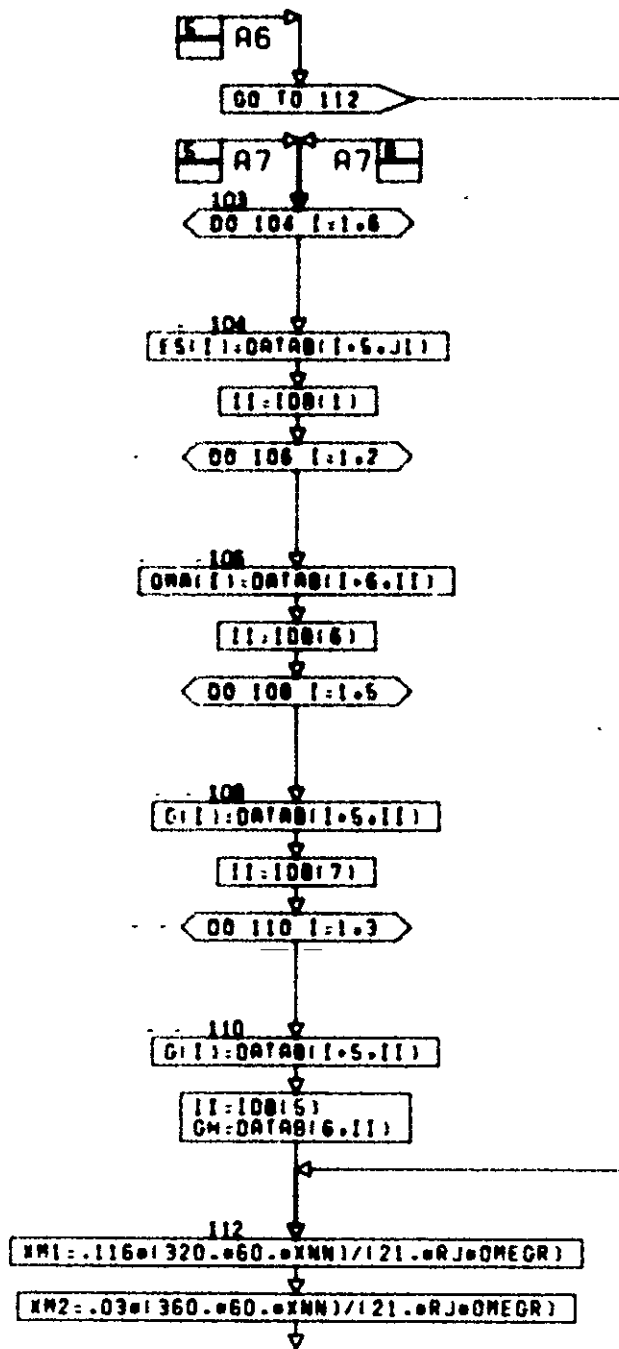 5 A6
GO TO 112
5 A7 A7
103
DO 104 I=1,6
104
FS(I)=DATAB(I+5,JI)
II=IDB(1)
DO 106 I=1,2
106
OMA(I)=DATAB(I+6,II)
II=IDB(6)
DO 108 I=1,5
108
G(I)=DATAB(I+5,II)
II=IDB(7)
DO 110 I=1,3
110
G(I)=DATAB(I+5,II)
II=IDB(5)
GM=DATAB(6,II)
112
XM1=.116*(320.*60.*XNN)/(21.*RJ*OMEGR)
XM2=.03*(360.*60.*XNN)/(21.*RJ*OMEGR)